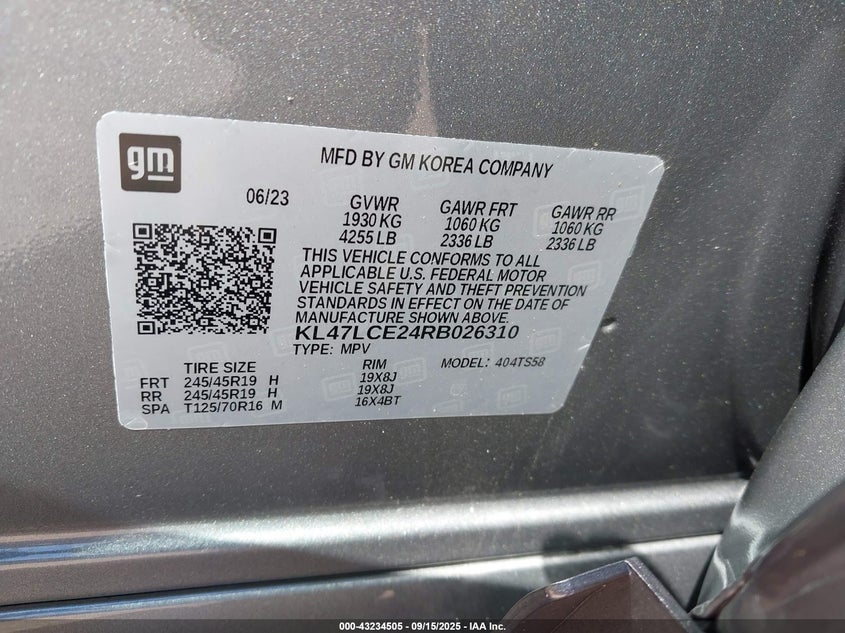 gm
MFD BY GM KOREA COMPANY
06/23 GVWR GAWR FRT GAWR RR
1930 KG 1060 KG 1060 KG
4255 LB 2336 LB 2336 LB
THIS VEHICLE CONFORMS TO ALL
APPLICABLE U.S. FEDERAL MOTOR
VEHICLE SAFETY AND THEFT PREVENTION
STANDARDS IN EFFECT ON THE DATE OF
MANUFACTURE SHOWN ABOVE.
KL47LCE24RB026310
TYPE: MPV MODEL: 404TS58
TIRE SIZE RIM
FRT 245/45R19 H 19X8J
RR 245/45R19 H 19X8J
SPA T125/70R16 M 16X4BT
000-43234505 - 09/15/2025 - IAA Inc.